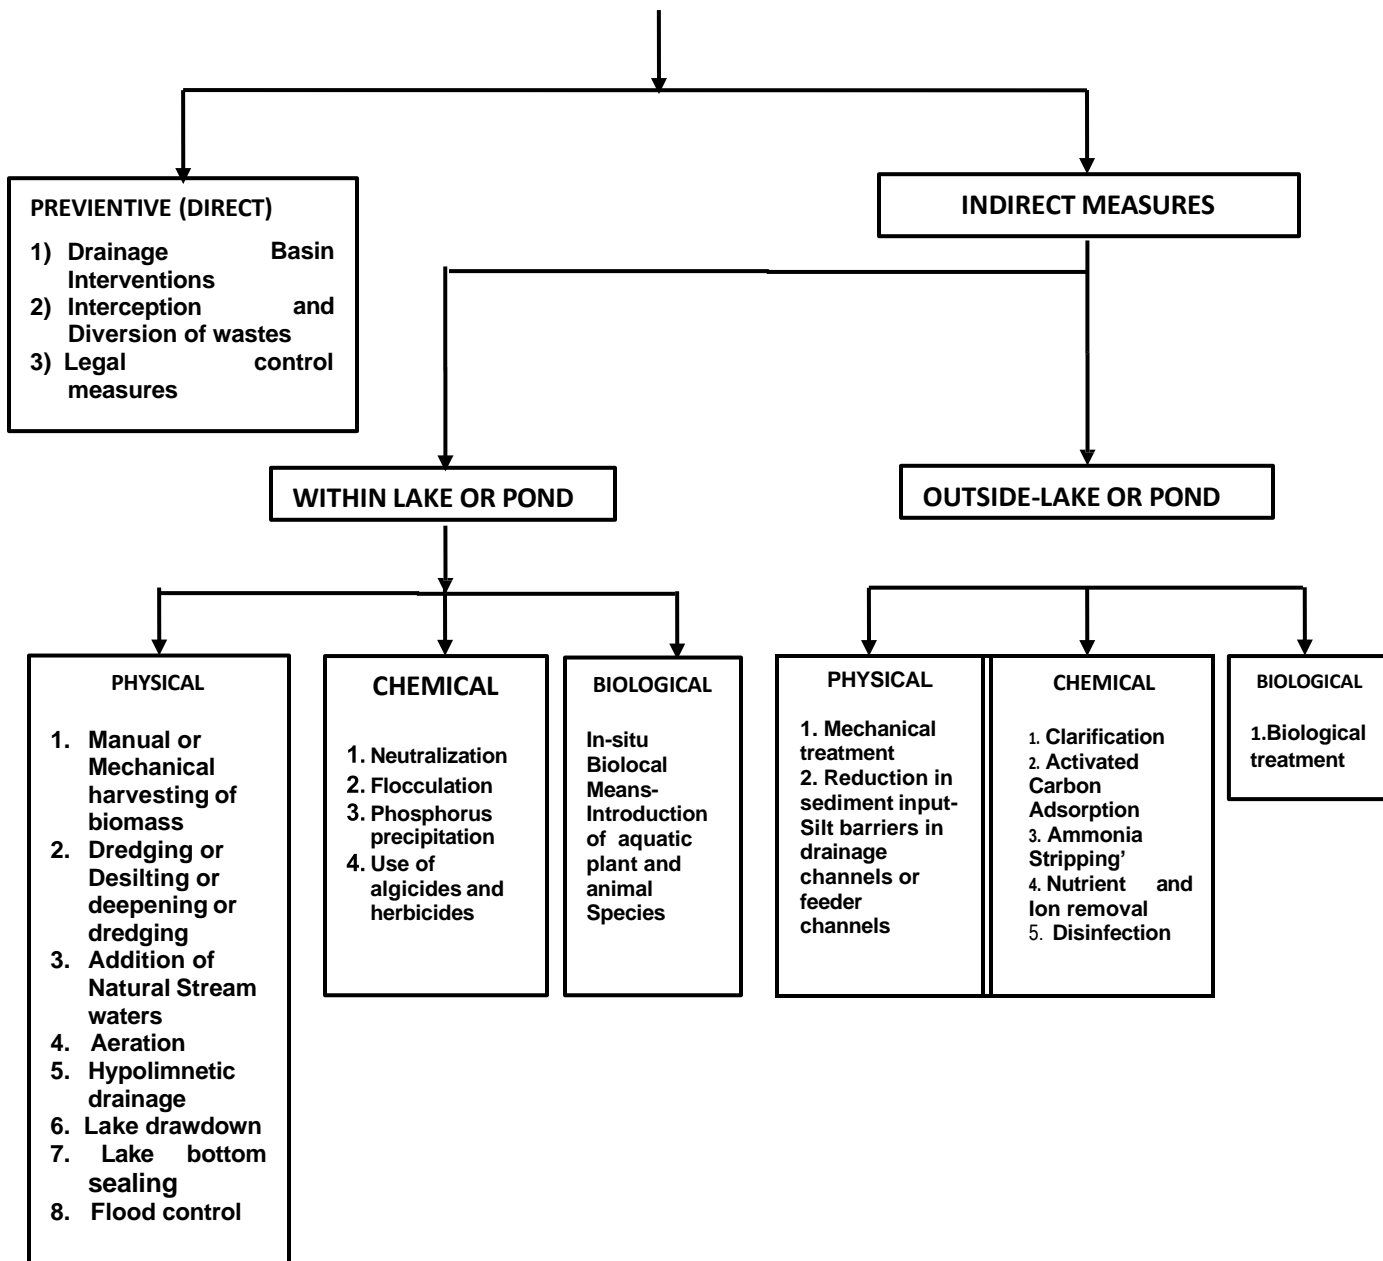 PREVIENTIVE (DIRECT)
1) Drainage Basin
Interventions
2) Interception and
Diversion of wastes
3) Legal control
measures
INDIRECT MEASURES
WITHIN LAKE OR POND
OUTSIDE-LAKE OR POND
PHYSICAL
1. Manual or
Mechanical
harvesting of
biomass
2. Dredging or
Desilting or
deepening or
dredging
3. Addition of
Natural Stream
waters
4. Aeration
5. Hypolimnetic
drainage
6. Lake drawdown
7. Lake bottom
sealing
8. Flood control
CHEMICAL
1. Neutralization
2. Flocculation
3. Phosphorus
precipitation
4. Use of
algicides and
herbicides
BIOLOGICAL
In-situ
Biolocal
Means-
Introduction
of aquatic
plant and
animal
Species
PHYSICAL
1. Mechanical
treatment
2. Reduction in
sediment input-
Silt barriers in
drainage
channels or
feeder
channels
CHEMICAL
1. Clarification
2. Activated
Carbon
Adsorption
3. Ammonia
Stripping’
4. Nutrient and
Ion removal
5. Disinfection
BIOLOGICAL
1.Biological
treatment